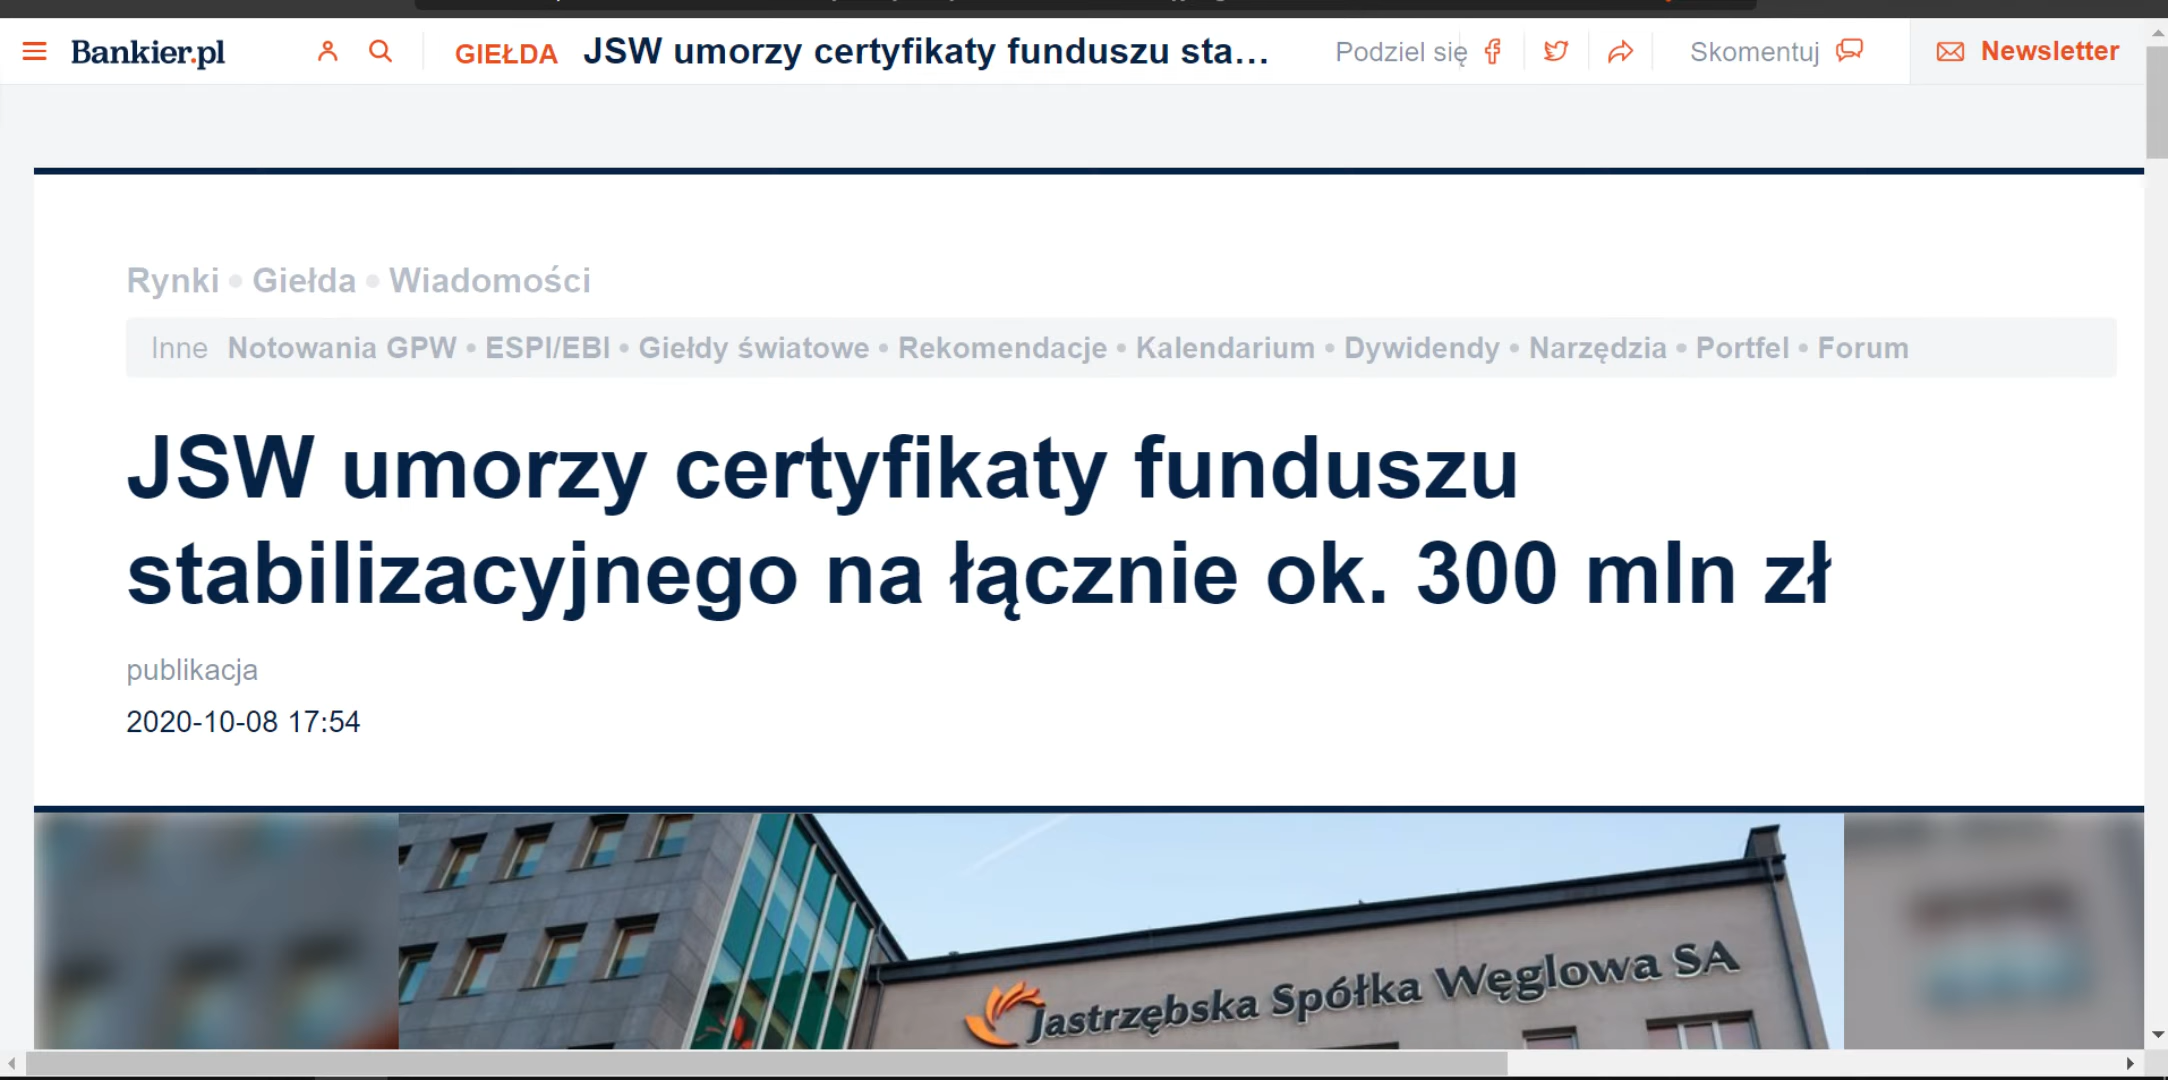 Bankier.pl GIEŁDA JSW umorzy certyfikaty funduszu sta... Podziel się Skomentuj Newsletter
Rynki • Giełda • Wiadomości
Inne Notowania GPW • ESPI/EBI • Giełdy światowe • Rekomendacje • Kalendarium • Dywidendy • Narzędzia • Portfel • Forum
JSW umorzy certyfikaty funduszu
stabilizacyjnego na łącznie ok. 300 mln zł
publikacja
2020-10-08 17:54
Jastrzębska Spółka Węglowa SA